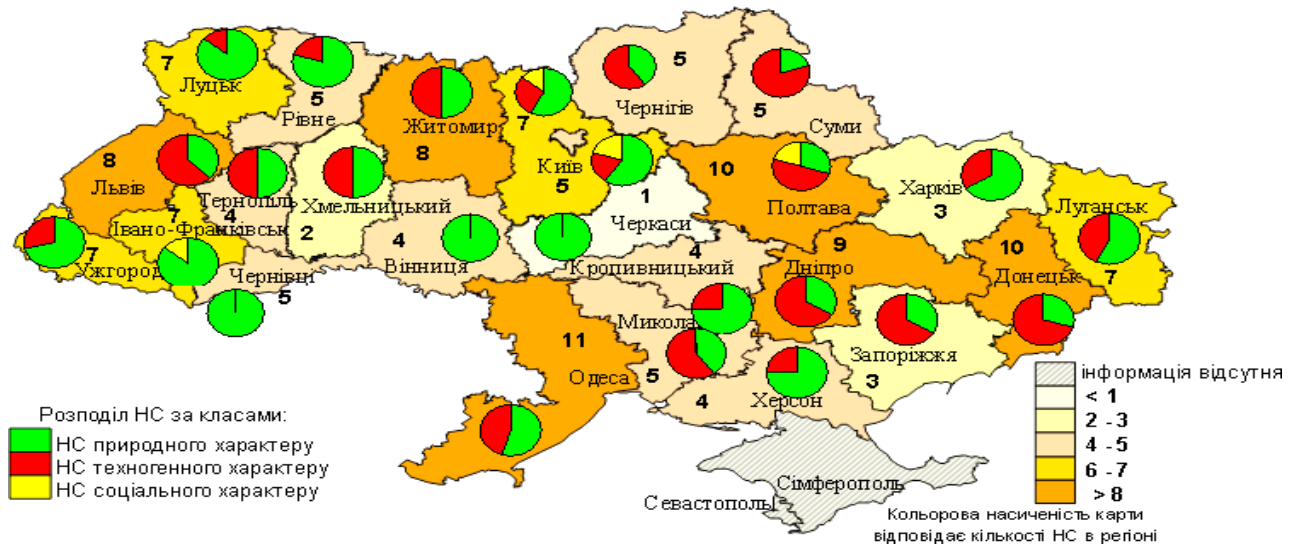 7
Луцьк
5
Рівне
Житомир
8
7
Київ
5
5
Чернігів
5
Суми
8
Львів
Тернопіль
4
Хмельницький
2
7
Івано-Франківськ
7
Ужгород
Чернівці
5
4
Вінниця
1
Черкаси
10
Полтава
Харків
3
Луганськ
7
4
Кропивницький
9
Дніпро
10
Донецьк
11
Одеса
Микола
5
4
Херсон
Запоріжжя
3
Сімферополь
Севастополь
Розподіл НС за класами:
НС природного характеру
НС техногенного характеру
НС соціального характеру
інформація відсутня
< 1
2 - 3
4 - 5
6 - 7
> 8
Кольорова насиченість карти
відповідає кількості НС в регіоні